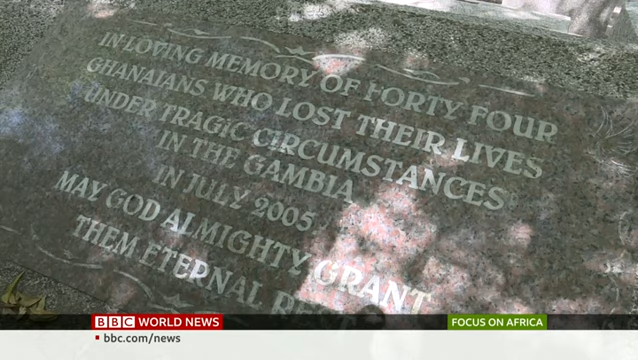 IN LOVING MEMORY OF FORTY FOUR
GHANAIANS WHO LOST THEIR LIVES
UNDER TRAGIC CIRCUMSTANCES
IN THE GAMBIA
IN JULY 2005
MAY GOD ALMIGHTY GRANT
THEM ETERNAL
BBC WORLD NEWS
FOCUS ON AFRICA
bbc.com/news